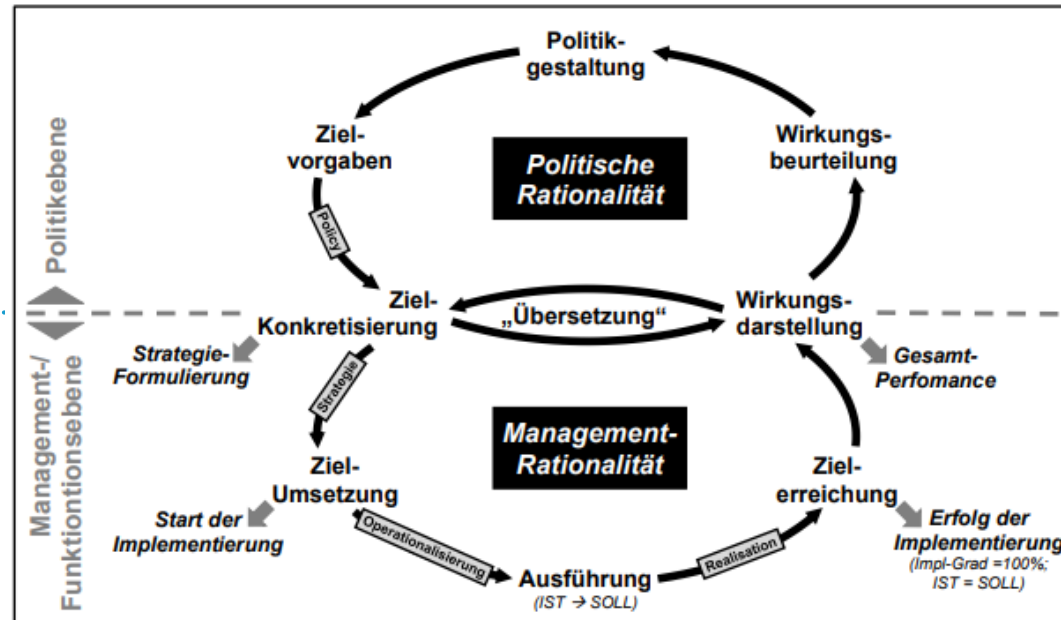 Politik-
gestaltung
Ziel-
vorgaben
Wirkungs-
beurteilung
Politische
Rationalität
Policy
Politikebene
Ziel-
Konkretisierung
„Übersetzung“
Wirkungs-
darstellung
Strategie-
Formulierung
Strategie
Gesamt-
Perfomance
Management-/
Funktiontionsebene
Management-
Rationalität
Ziel-
Umsetzung
Ziel-
erreichung
Start der
Implementierung
Operationalisierung
Ausführung
(IST → SOLL)
Realisation
Erfolg der
Implementierung
(Impl-Grad =100%;
IST = SOLL)